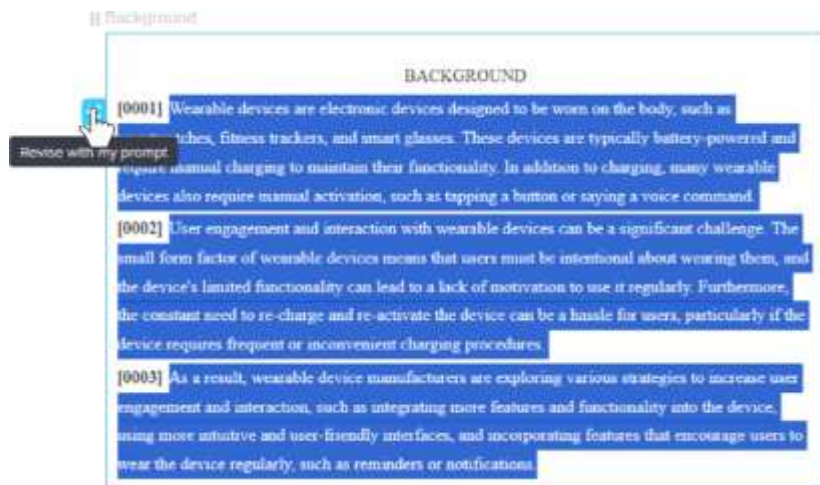 Background
BACKGROUND
[0001] Wearable devices are electronic devices designed to be worn on the body, such as
tches, fitness trackers, and smart glasses. These devices are typically battery-powered and
Revise with my prompt
require manual charging to maintain their functionality. In addition to charging, many wearable
devices also require manual activation, such as tapping a button or saying a voice command.
[0002] User engagement and interaction with wearable devices can be a significant challenge. The
small form factor of wearable devices means that users must be intentional about wearing them, and
the device's limited functionality can lead to a lack of motivation to use it regularly. Furthermore,
the constant need to re-charge and re-activate the device can be a hassle for users, particularly if the
device requires frequent or inconvenient charging procedures.
[0003] As a result, wearable device manufacturers are exploring various strategies to increase user
engagement and interaction, such as integrating more features and functionality into the device,
using more intuitive and user-friendly interfaces, and incorporating features that encourage users to
wear the device regularly, such as reminders or notifications.